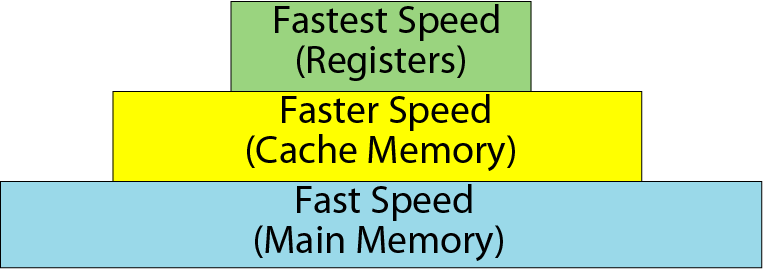 Fastest Speed
(Registers)
Faster Speed
(Cache Memory)
Fast Speed
(Main Memory)